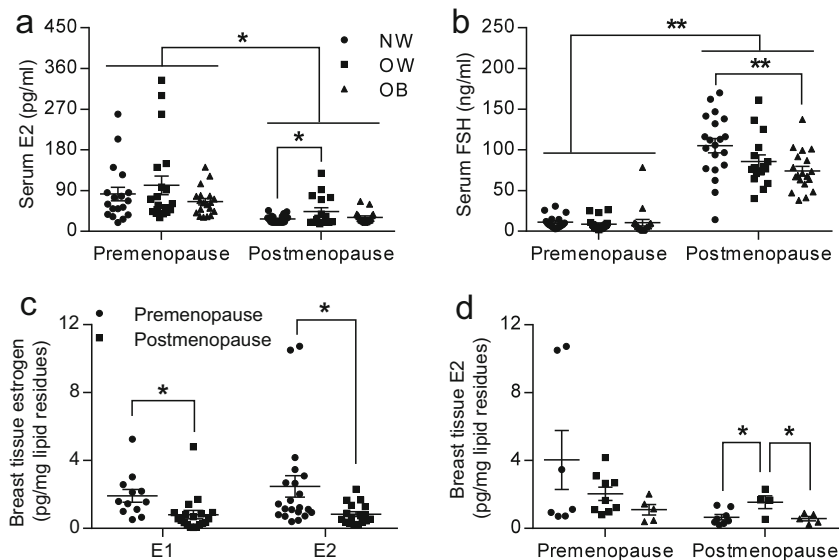 a
Serum E2 (pg/ml)
450
360
270
180
90
0
*
*
NW
OW
OB
Premenopause
Postmenopause
b
Serum FSH (ng/ml)
250
200
150
100
50
0
**
**
Premenopause
Postmenopause
c
Breast tissue estrogen
(pg/mg lipid residues)
12
8
4
0
Premenopause
Postmenopause
*
*
E1
E2
d
Breast tissue E2
(pg/mg lipid residues)
12
8
4
0
*
*
Premenopause
Postmenopause